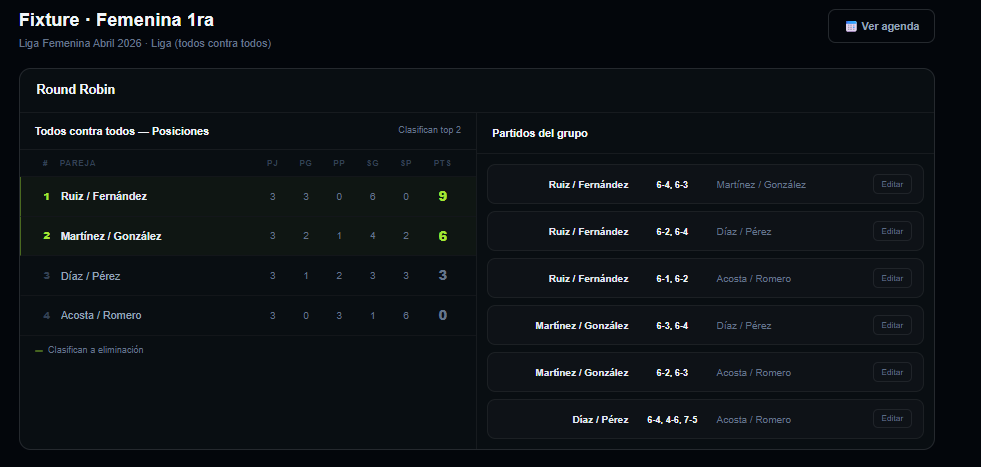 Fixture · Femenina 1ra
Liga Femenina Abril 2026 · Liga (todos contra todos)
Ver agenda
Round Robin
Todos contra todos — Posiciones
Clasifican top 2
# PAREJA PJ PG PP SG SP PTS
1 Ruiz / Fernández 3 3 0 6 0 9
2 Martínez / González 3 2 1 4 2 6
3 Díaz / Pérez 3 1 2 3 3 3
4 Acosta / Romero 3 0 3 1 6 0
Clasifican a eliminación
Partidos del grupo
Ruiz / Fernández 6-4, 6-3 Martínez / González Editar
Ruiz / Fernández 6-2, 6-4 Díaz / Pérez Editar
Ruiz / Fernández 6-1, 6-2 Acosta / Romero Editar
Martínez / González 6-3, 6-4 Díaz / Pérez Editar
Martínez / González 6-2, 6-3 Acosta / Romero Editar
Díaz / Pérez 6-4, 4-6, 7-5 Acosta / Romero Editar